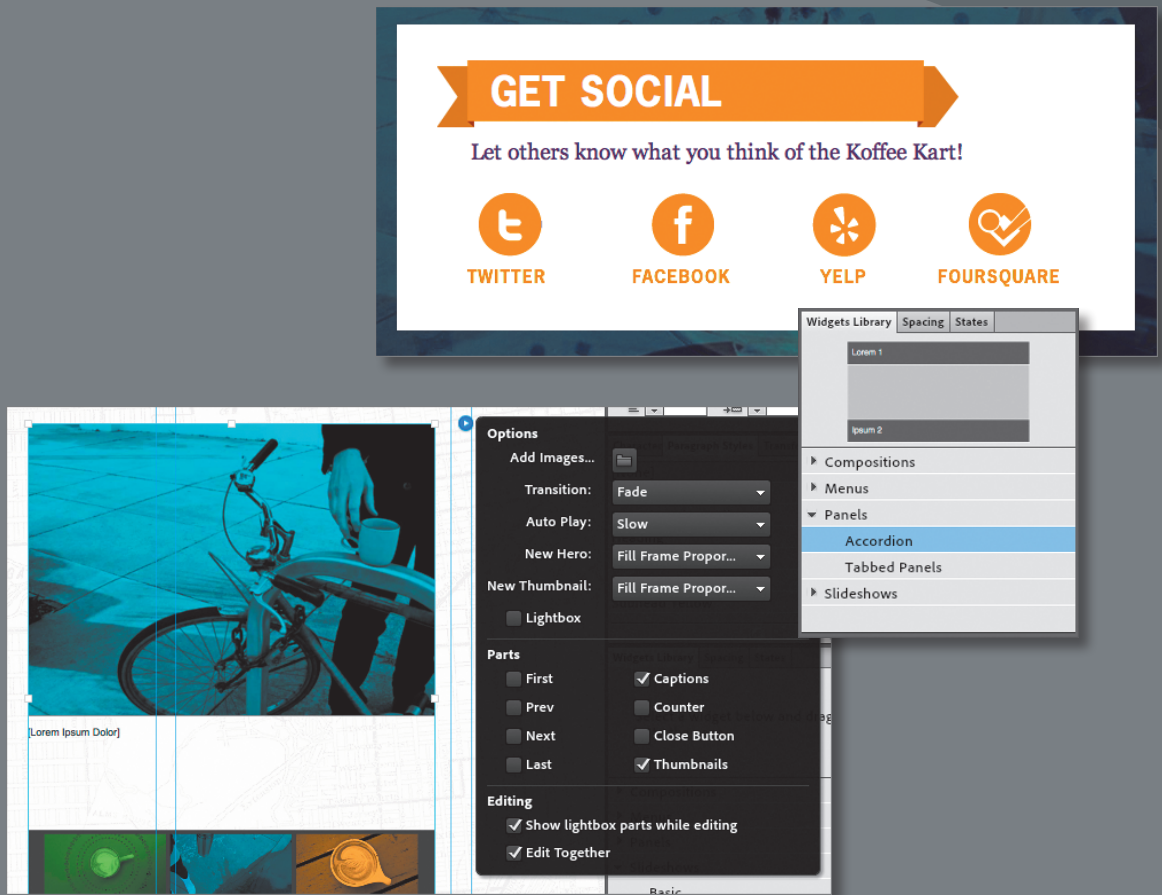 GET SOCIAL
Let others know what you think of the Koffee Kart!
TWITTER FACEBOOK YELP FOURSQUARE
Widgets Library Spacing States
Lorem 1
Ipsum 2
Compositions
Menus
Panels
Accordion
Tabbed Panels
Slideshows
Options
Add Images...
Transition: Fade
Auto Play: Slow
New Hero: Fill Frame Propor...
New Thumbnail: Fill Frame Propor...
Lightbox
Parts
First Captions
Prev Counter
Next Close Button
Last Thumbnails
Editing
Show lightbox parts while editing
Edit Together
[Lorem Ipsum Dolor]
Basic